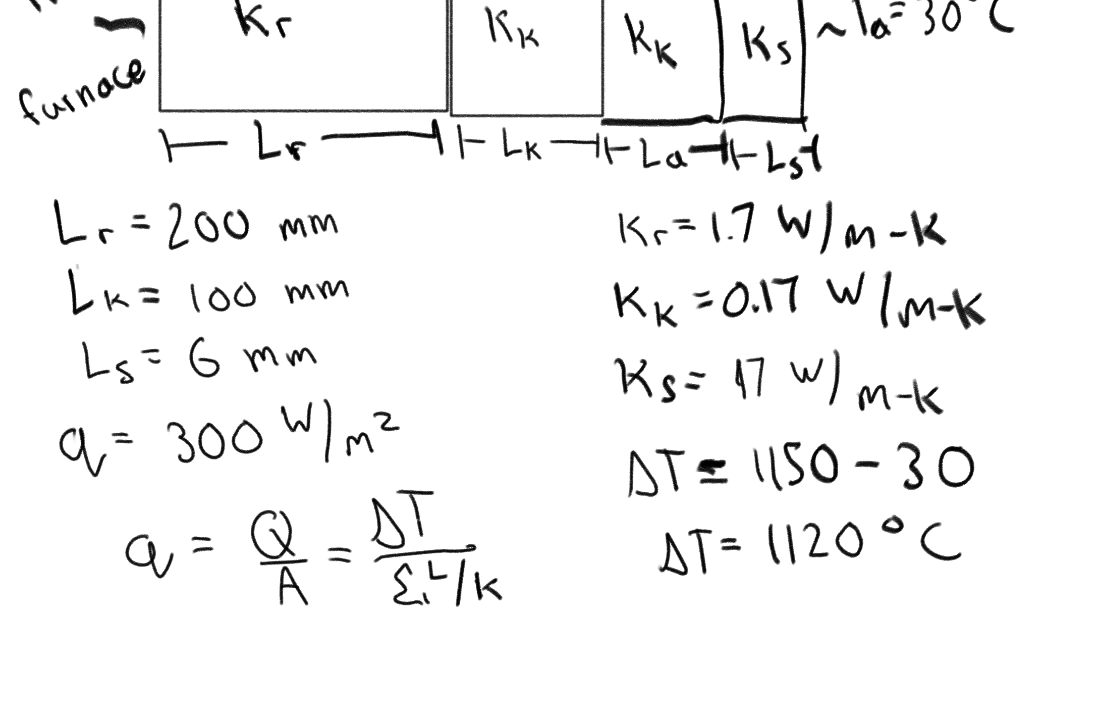 Kr Kk Kk Ks ~Ta=30°C
furnace
Lr Lk La Ls
Lr = 200 mm
Kr = 1.7 W/m-K
Lk = 100 mm
Kk = 0.17 W/m-K
Ls = 6 mm
Ks = 17 W/m-K
q = 300 W/m²
ΔT = 1150 - 30
q = Q/A = ΔT/Σ L/k
ΔT = 1120 °C